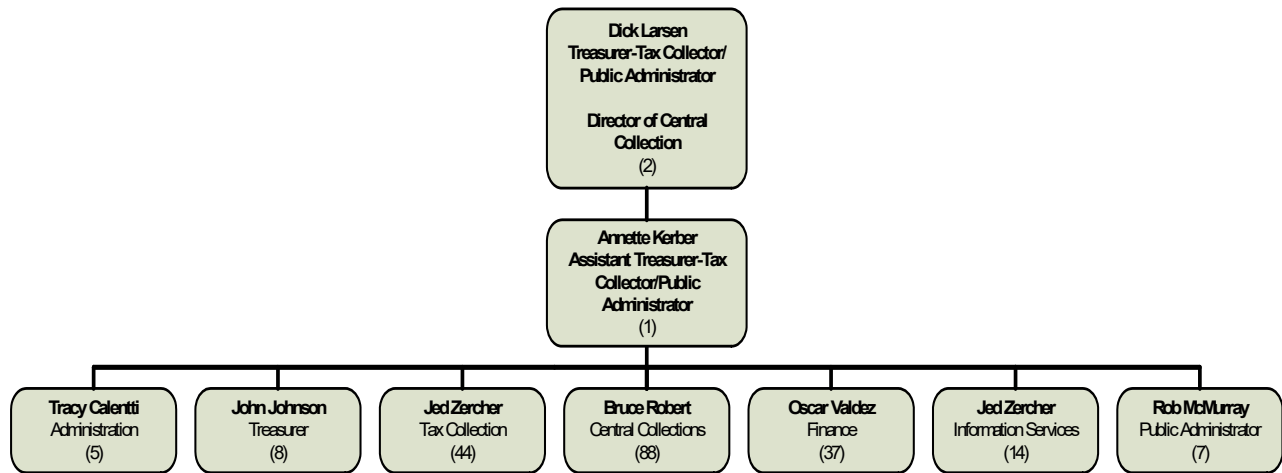 Dick Larsen
Treasurer-Tax Collector/
Public Administrator
Director of Central
Collection
(2)
Annette Kerber
Assistant Treasurer-Tax
Collector/Public
Administrator
(1)
Tracy Calentti
Administration
(5)
John Johnson
Treasurer
(8)
Jed Zercher
Tax Collection
(44)
Bruce Robert
Central Collections
(88)
Oscar Valdez
Finance
(37)
Jed Zercher
Information Services
(14)
Rob McMurray
Public Administrator
(7)